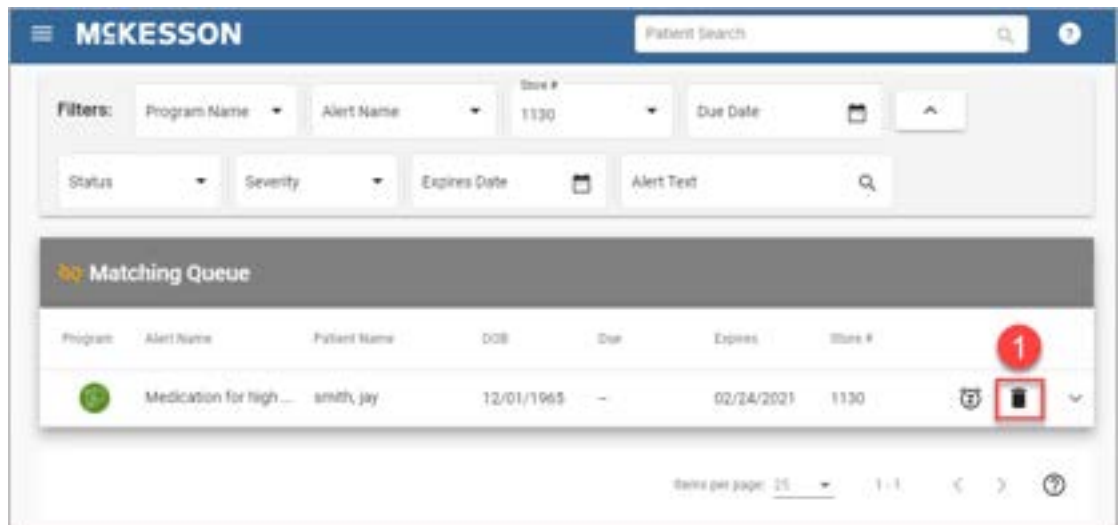 MCKESSON Patient Search ?
Store #
Filters: Program Name Alert Name 1130 Due Date
Status Severity Expires Date Alert Text
Matching Queue
Program Alert Name Patient Name DOB Due Expires Store #
1
Medication for high ... smith, jay 12/01/1965 -- 02/24/2021 1130
Items per page: 25 1 - 1 ?